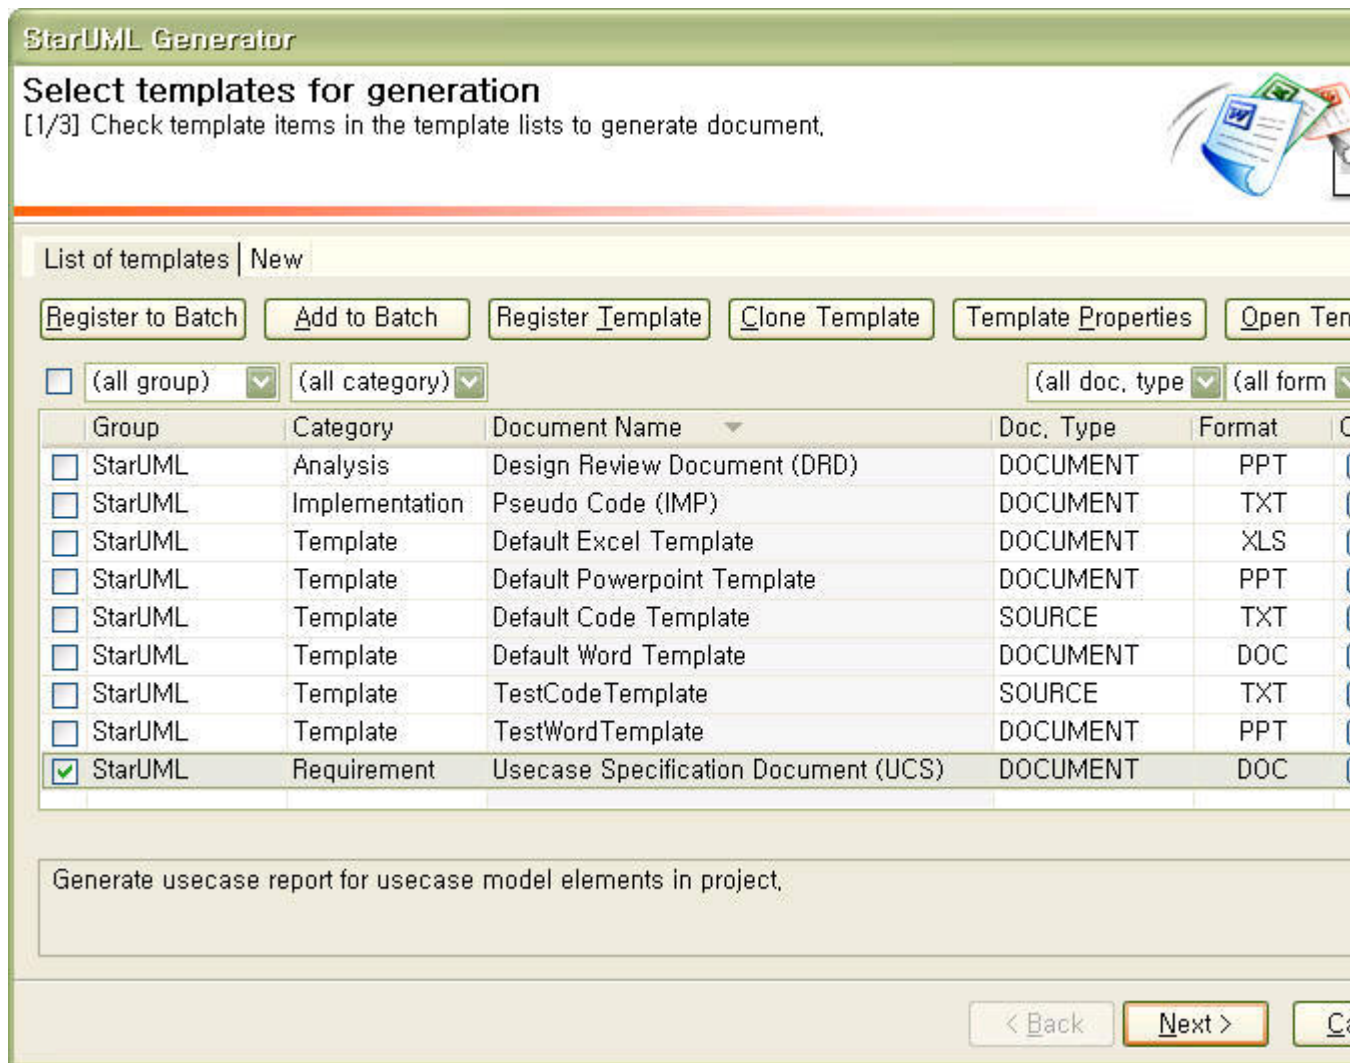 StarUML Generator
Select templates for generation
[1/3] Check template items in the template lists to generate document,
List of templates New
Register to Batch Add to Batch Register Template Clone Template Template Properties Open
(all group) (all category) (all doc, type (all form
Group Category Document Name Doc, Type Format
StarUML Analysis Design Review Document (DRD) DOCUMENT PPT
StarUML Implementation Pseudo Code (IMP) DOCUMENT TXT
StarUML Template Default Excel Template DOCUMENT XLS
StarUML Template Default Powerpoint Template DOCUMENT PPT
StarUML Template Default Code Template SOURCE TXT
StarUML Template Default Word Template DOCUMENT DOC
StarUML Template TestCodeTemplate SOURCE TXT
StarUML Template TestWordTemplate DOCUMENT PPT
StarUML Requirement Usecase Specification Document (UCS) DOCUMENT DOC
Generate usecase report for usecase model elements in project,
< Back Next >